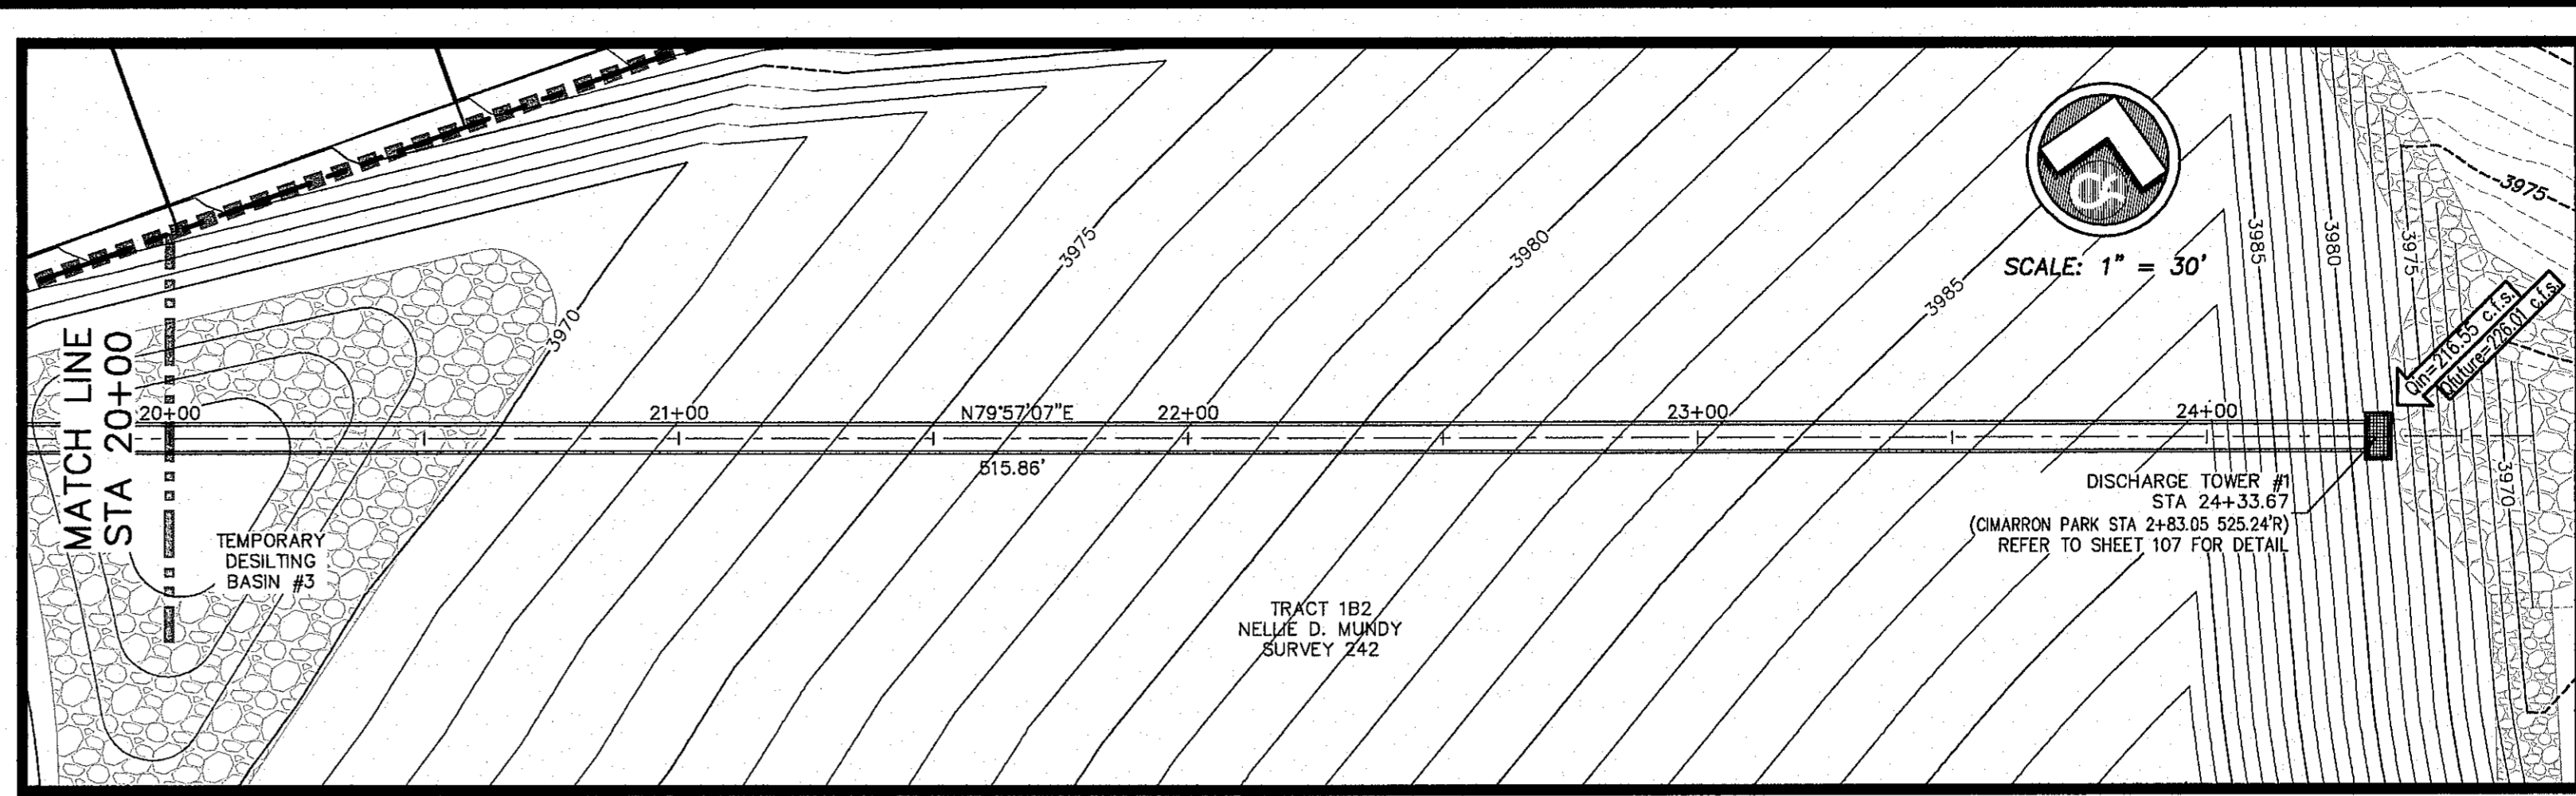 MATCH LINE
STA 20+00
20+00
21+00
N79°57'07"E
22+00
23+00
24+00
515.86'
TEMPORARY
DESILTING
BASIN #3
3970
3975
3980
3985
SCALE: 1" = 30'
3985
3980
3975
3975
3970
Qin=216.55 c.f.s.
Qfuture=226.01 c.f.s.
DISCHARGE TOWER #1
STA 24+33.67
(CIMARRON PARK STA 2+83.05 525.24'R)
REFER TO SHEET 107 FOR DETAIL
TRACT 1B2
NELLIE D. MUNDY
SURVEY 242